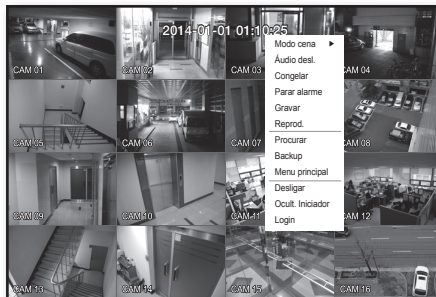 2014-01-01 01:10:25
CAM 01
CAM 02
CAM 03
CAM 04
Modo cena
Áudio desl.
Congelar
Parar alarme
Gravar
Reprod.
Procurar
Backup
Menu principal
Desligar
Ocult. Iniciador
Login
CAM 05
CAM 06
CAM 07
CAM 08
CAM 09
CAM 10
CAM 11
CAM 12
CAM 13
CAM 14
CAM 15
CAM 16